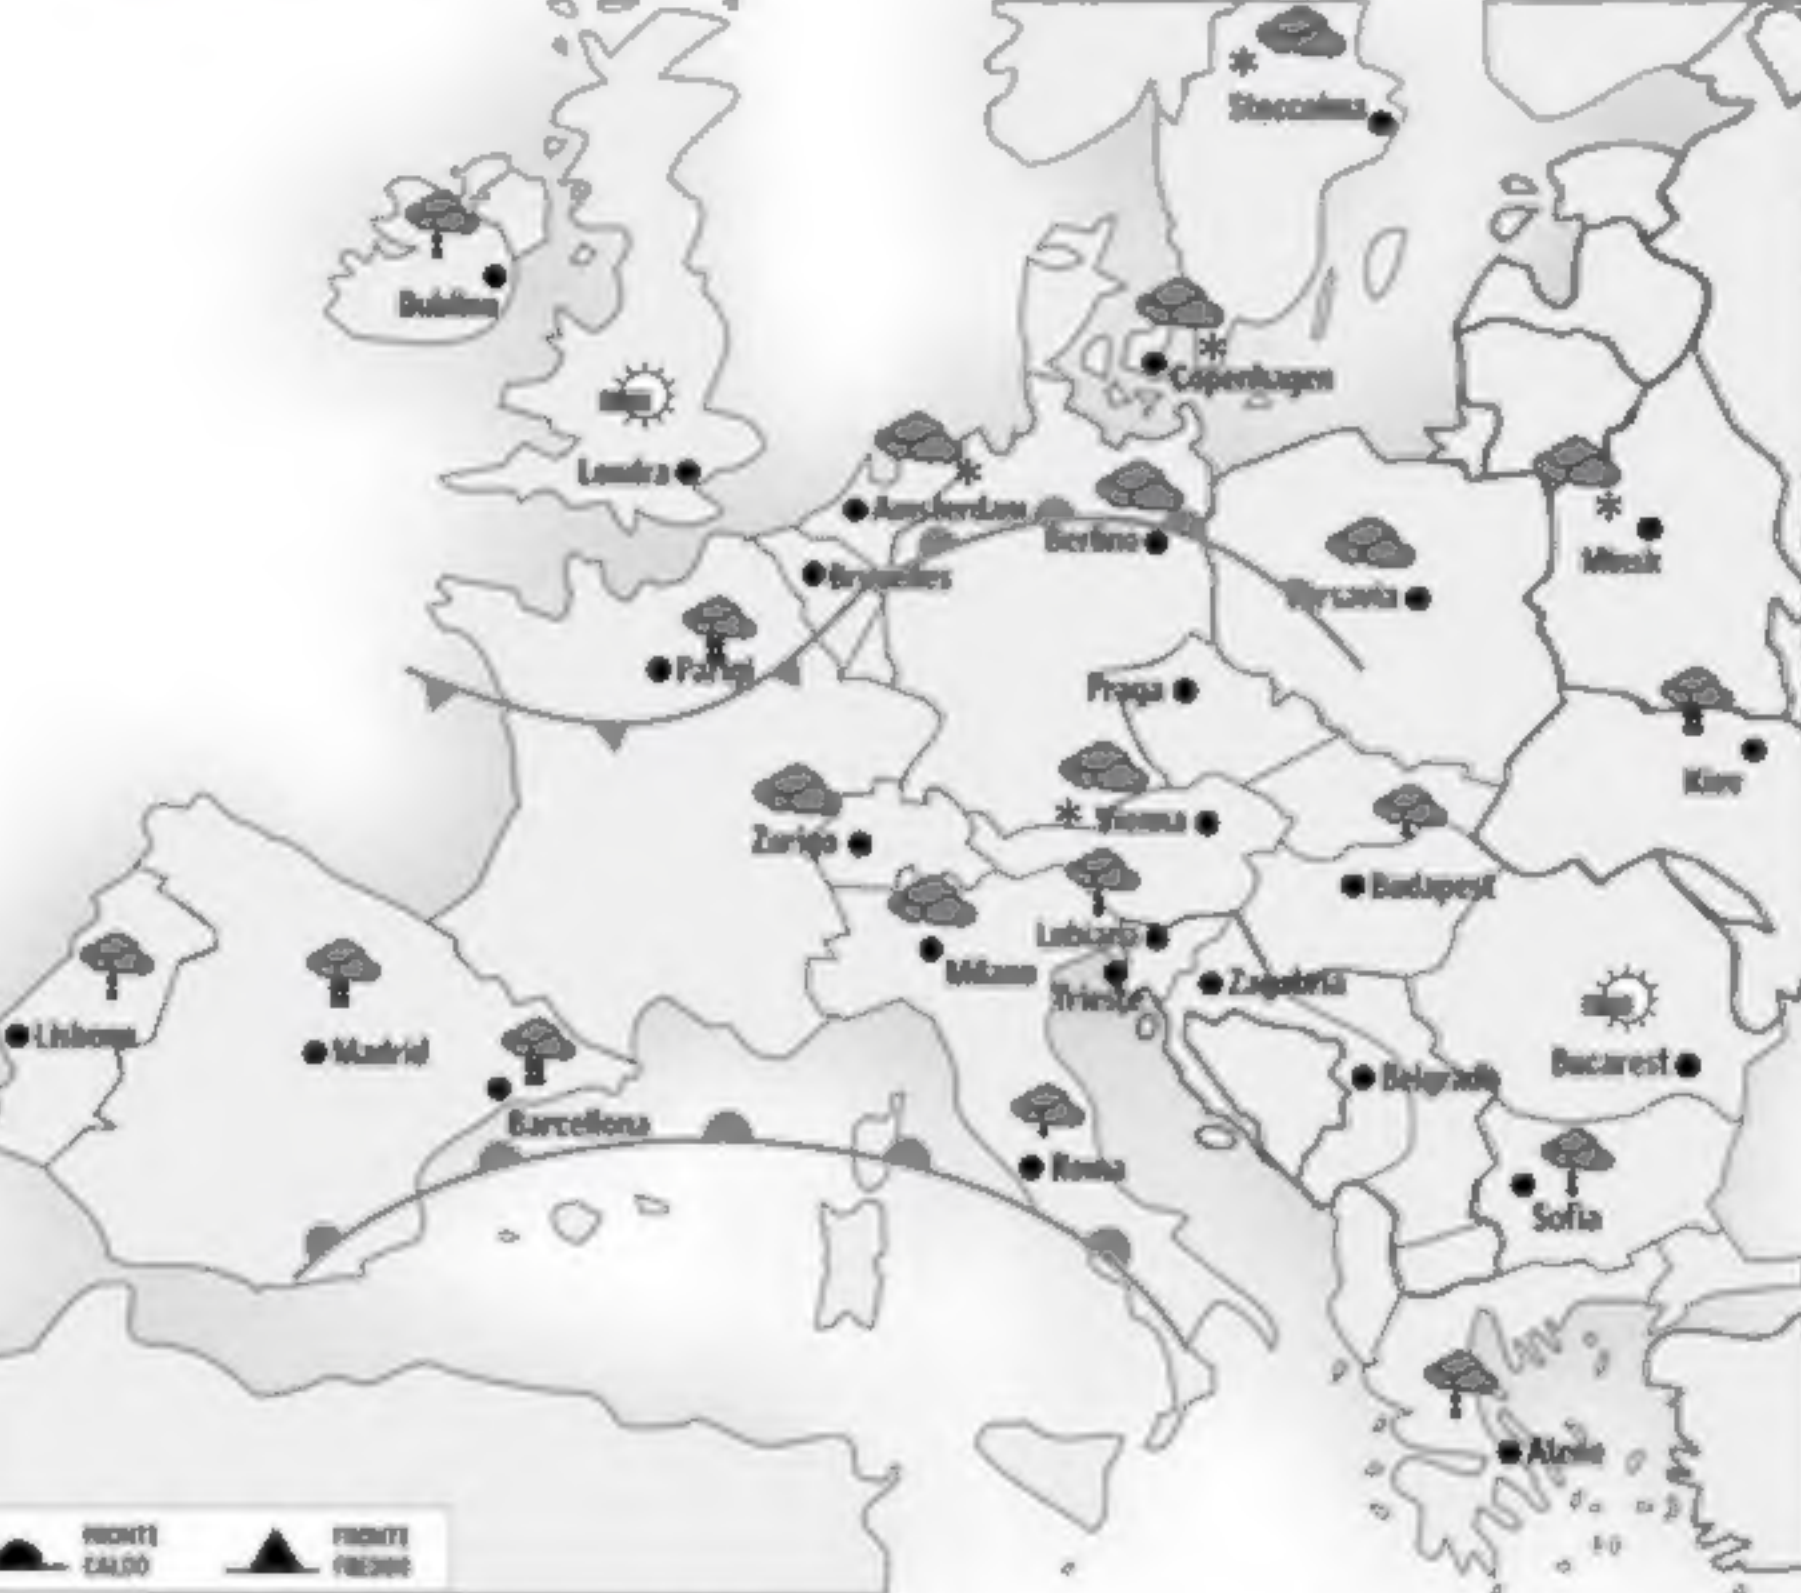 Stoccolma
Dublino
Copenhagen
Londra
Amsterdam
Berlino
Minsk
Bruxelles
Varsavia
Parigi
Praga
Kiev
Vienna
Zurigo
Budapest
Lubiana
Milano
Trieste
Zagabria
Lisbona
Madrid
Belgrado
Bucarest
Barcellona
Roma
Sofia
Atene
FRONTE
CALDO
FRONTE
FREDDO